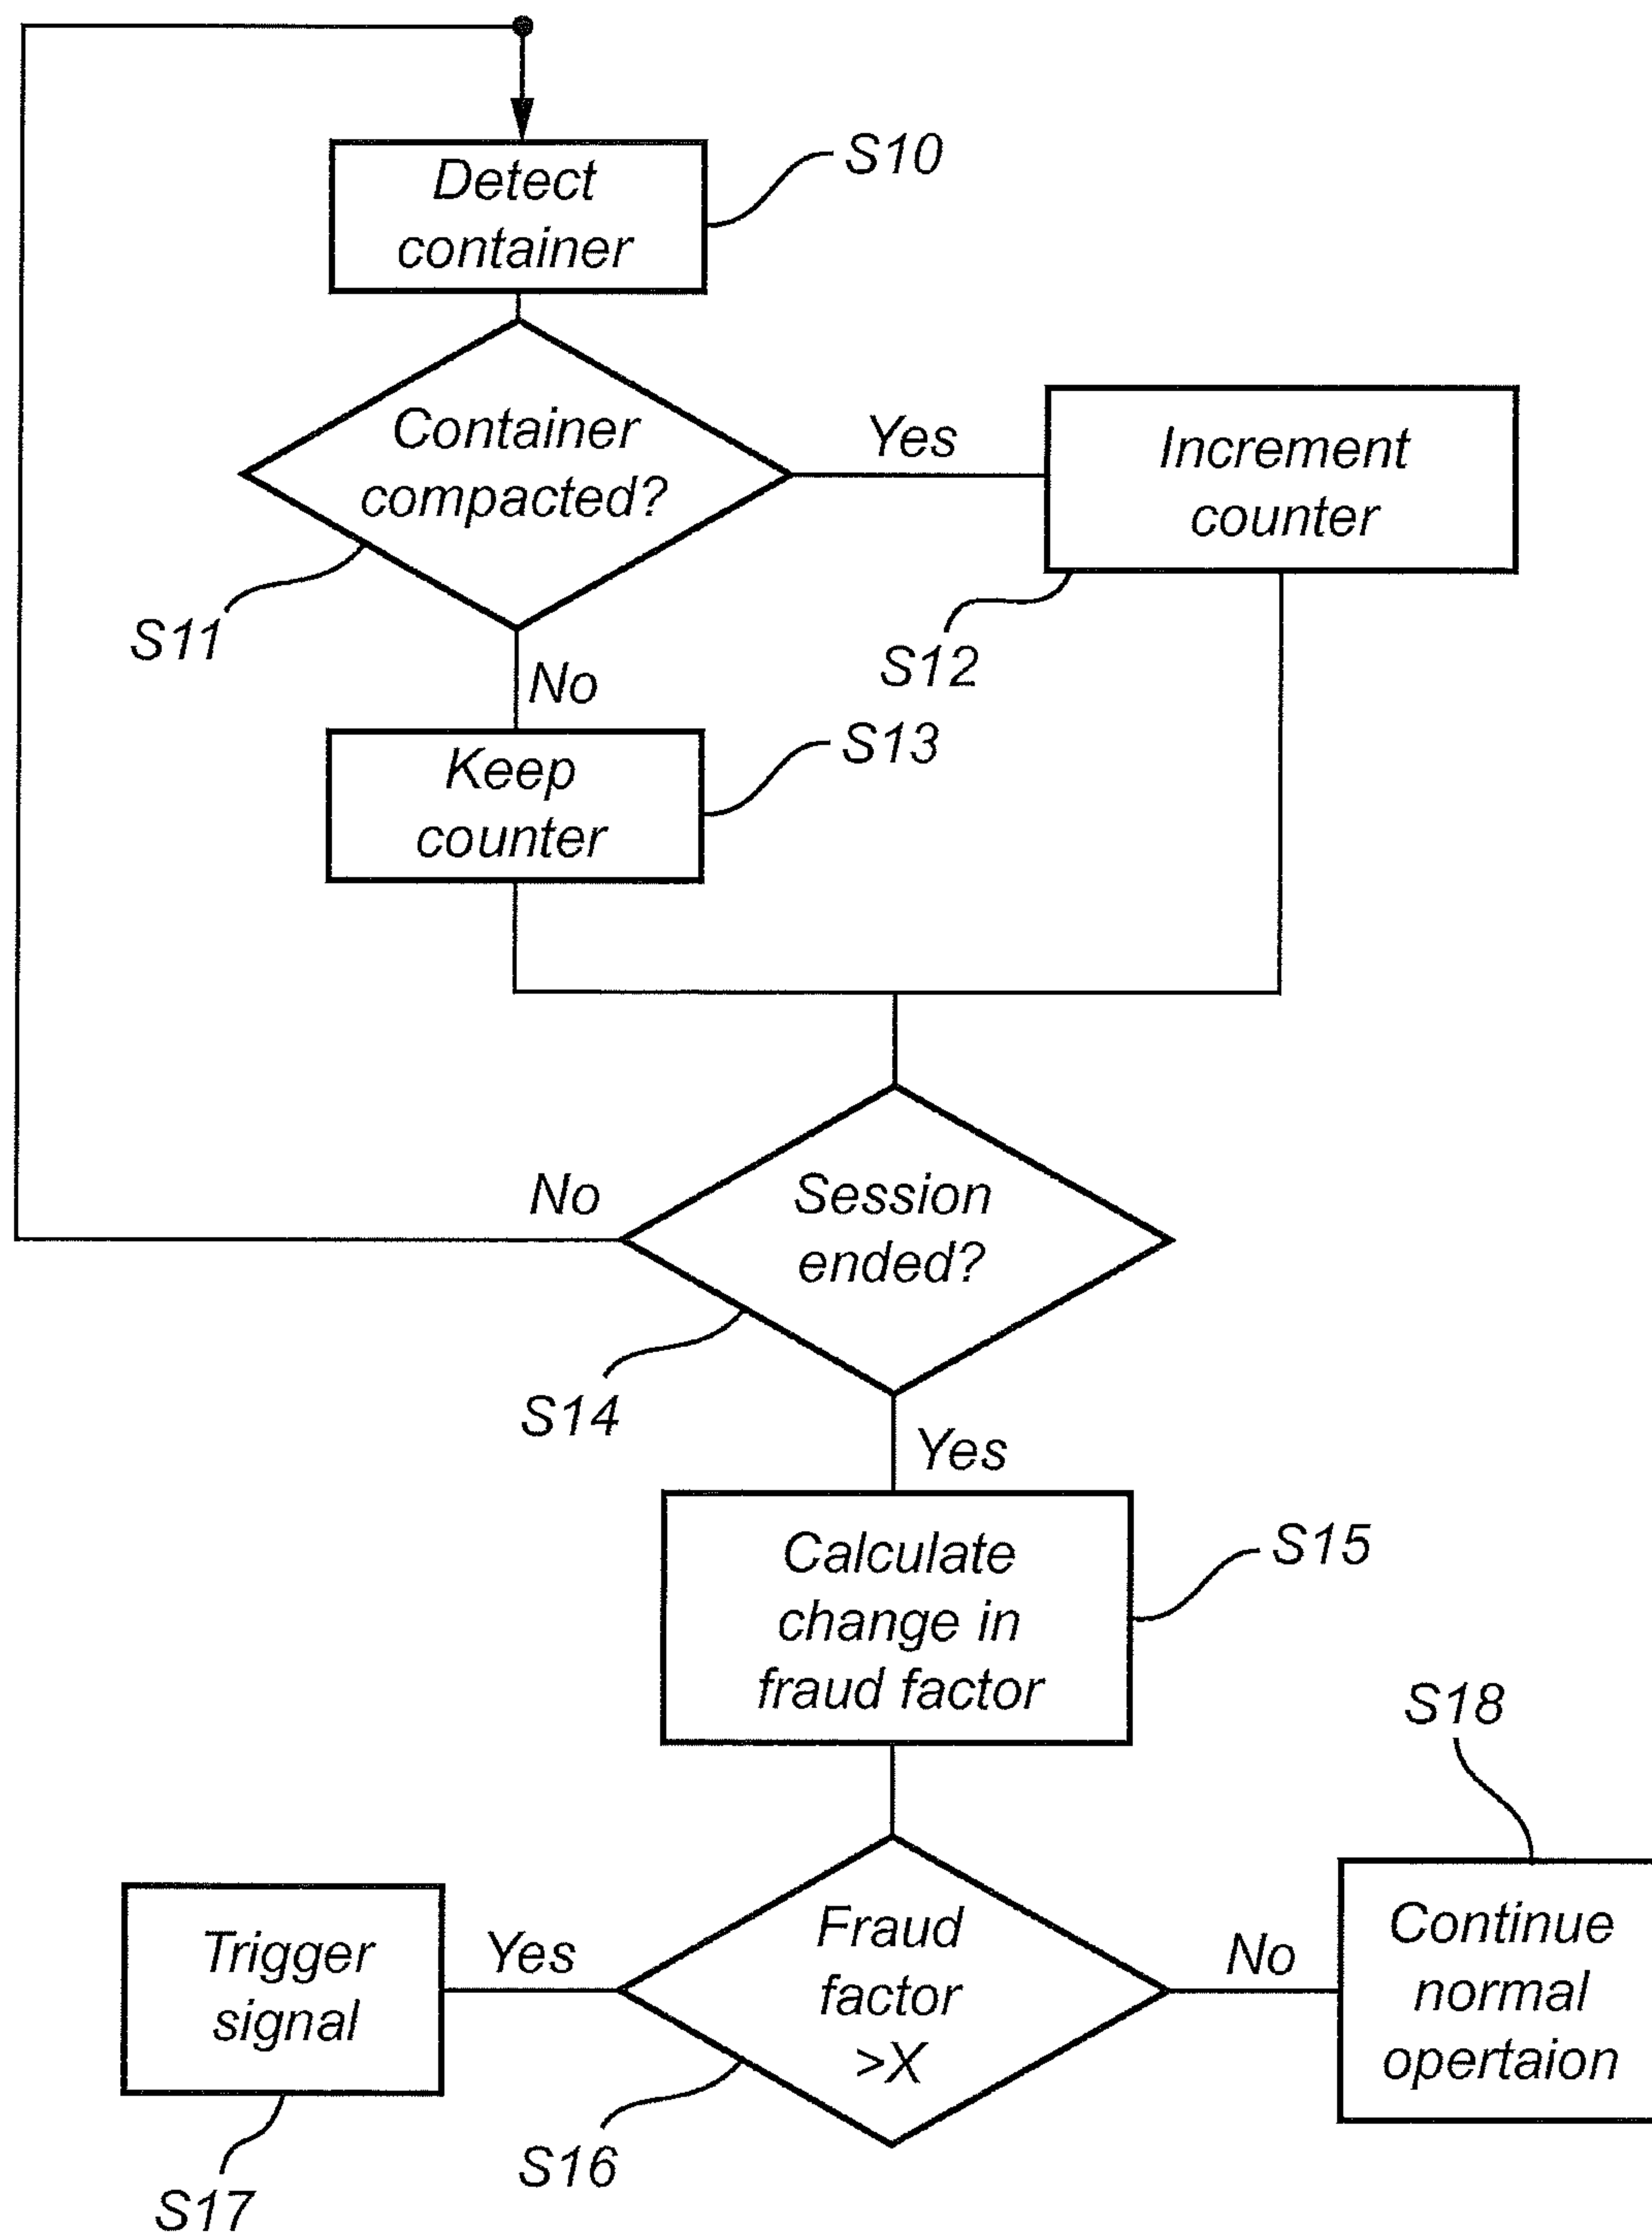 Detect
container
S10
Container
compacted?
S11
Yes
Increment
counter
S12
No
Keep
counter
S13
Session
ended?
No
S14
Yes
Calculate
change in
fraud factor
S15
Fraud
factor
>X
S16
Yes
Trigger
signal
S17
No
Continue
normal
opertaion
S18